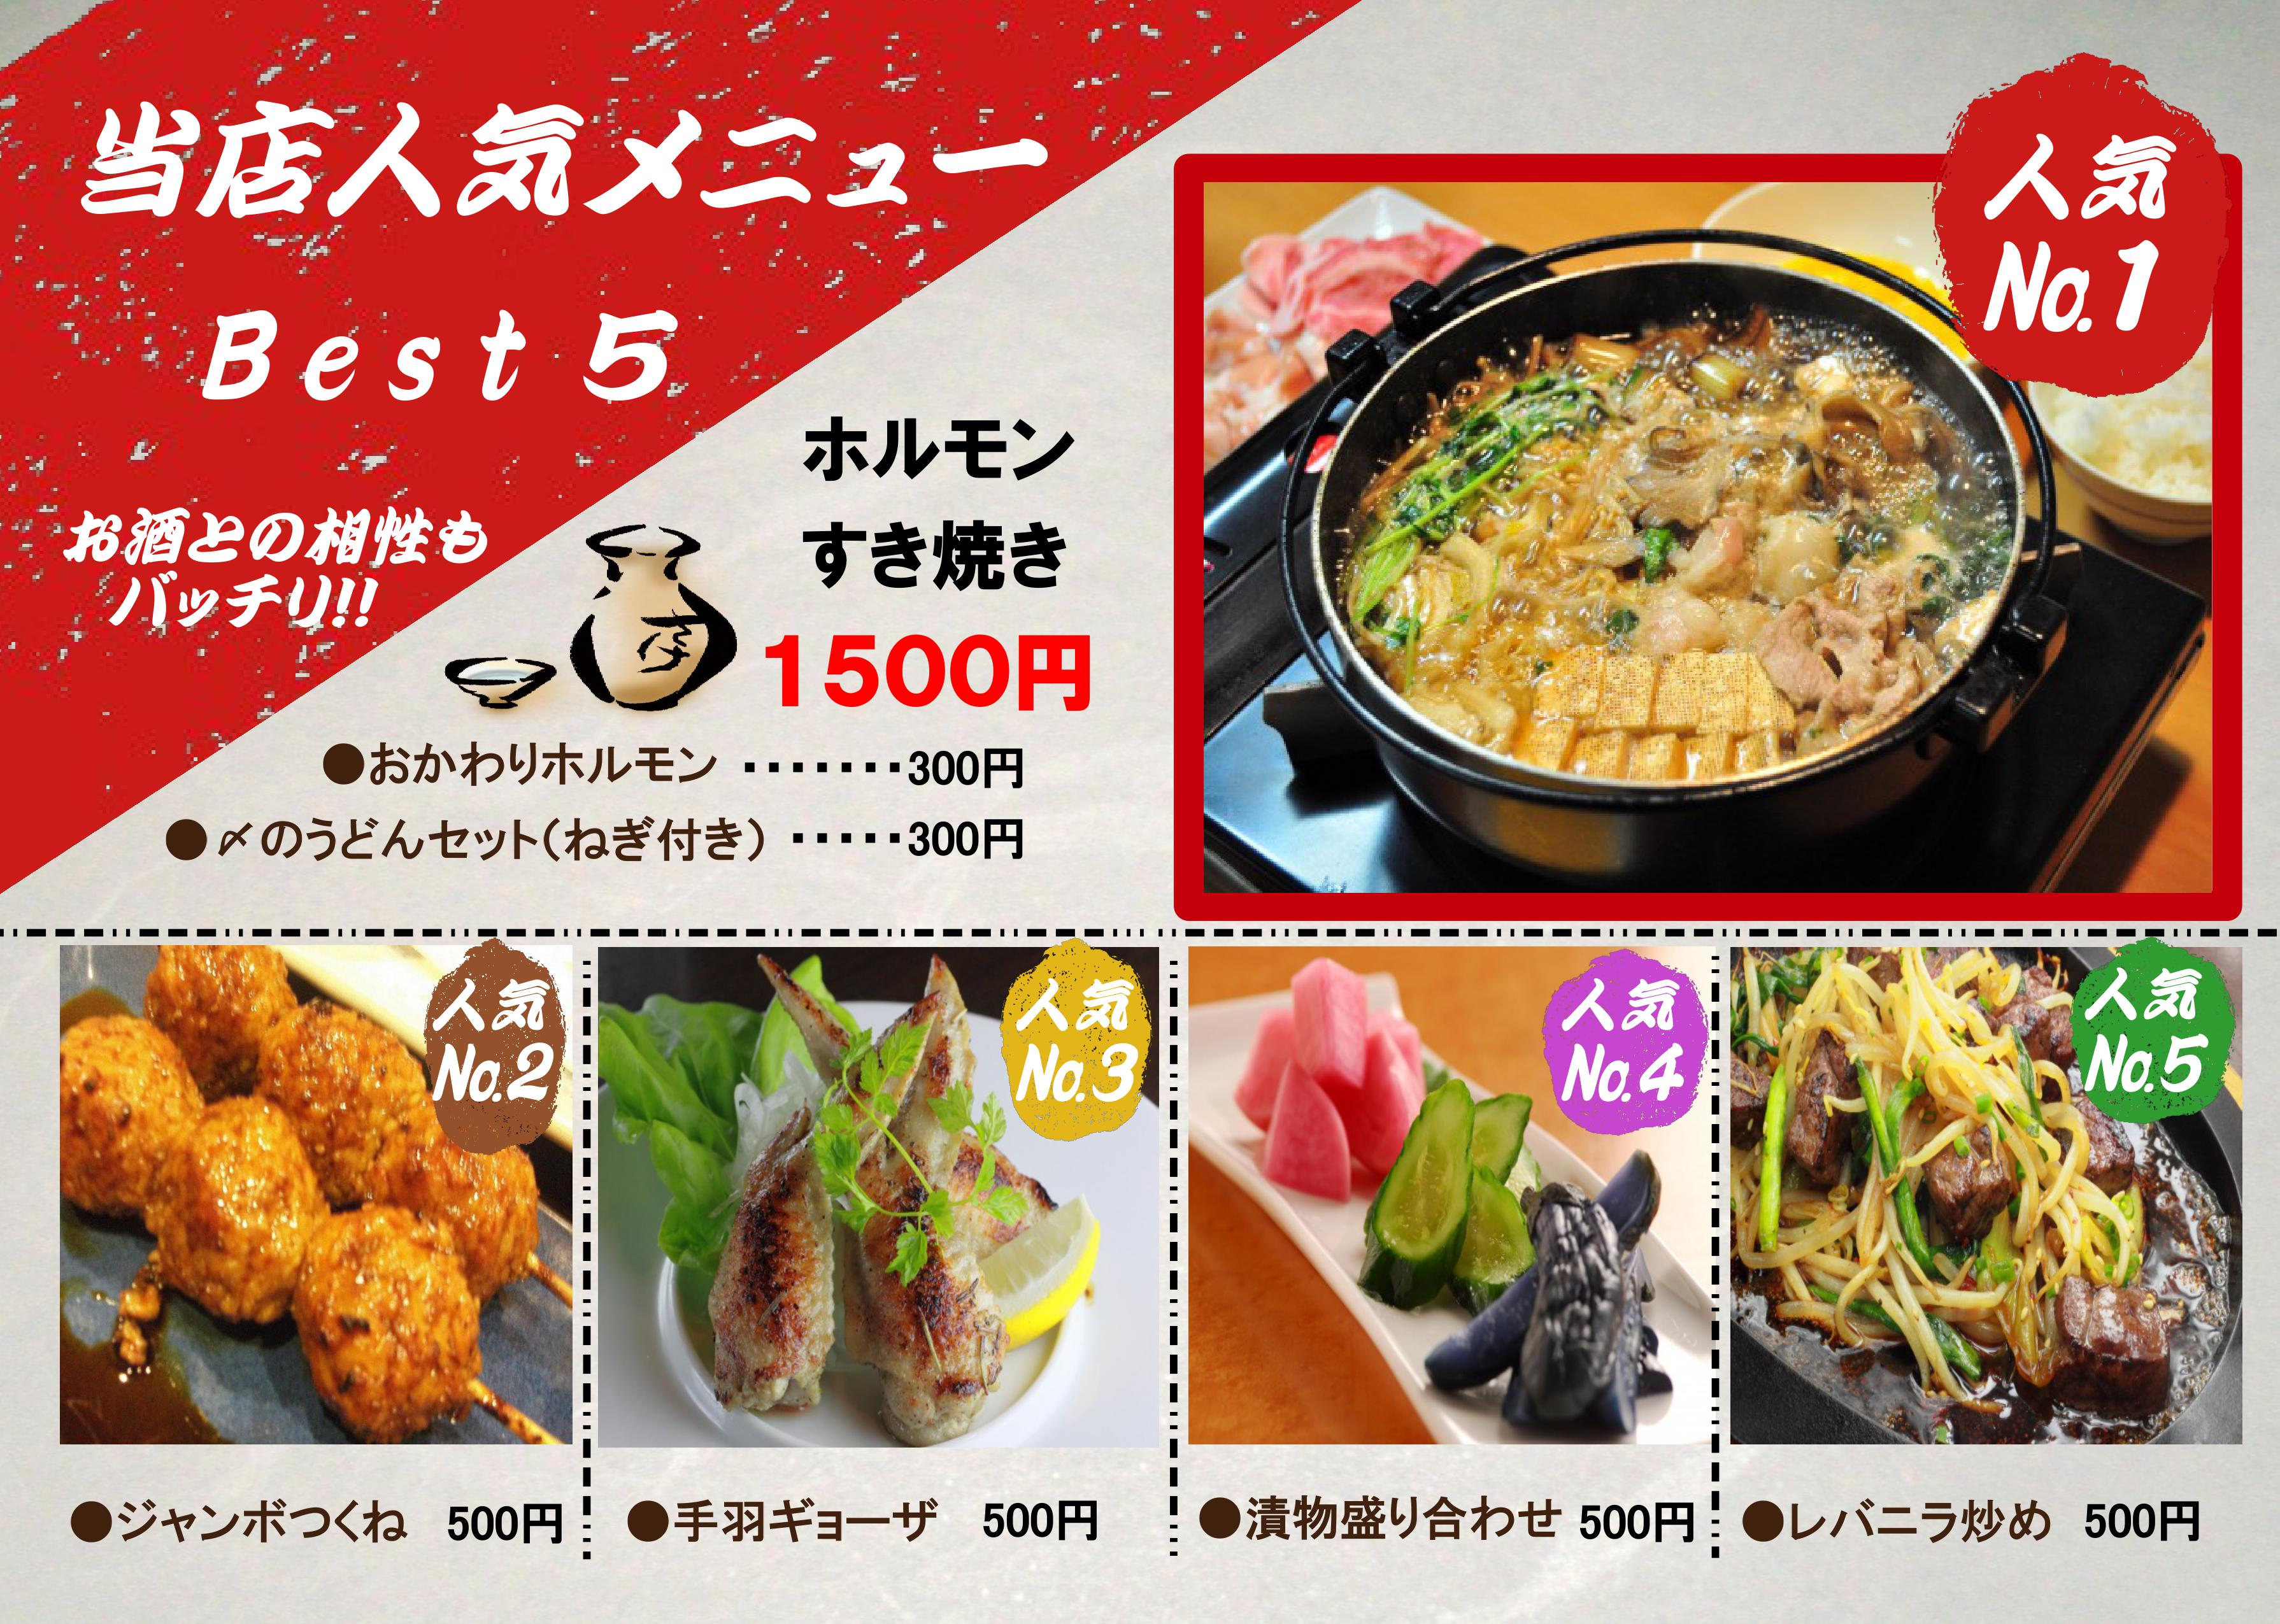 当店人気メニュー
Best 5
お酒との相性も
バッチリ!!
人気
No.1
ホルモン
すき焼き
1500円
●おかわりホルモン ・・・・・・・300円
●〆のうどんセット(ねぎ付き) ・・・・・300円
人気
No.2
●ジャンボつくね 500円
人気
No.3
●手羽ギョーザ 500円
人気
No.4
●漬物盛り合わせ 500円
人気
No.5
●レバニラ炒め 500円